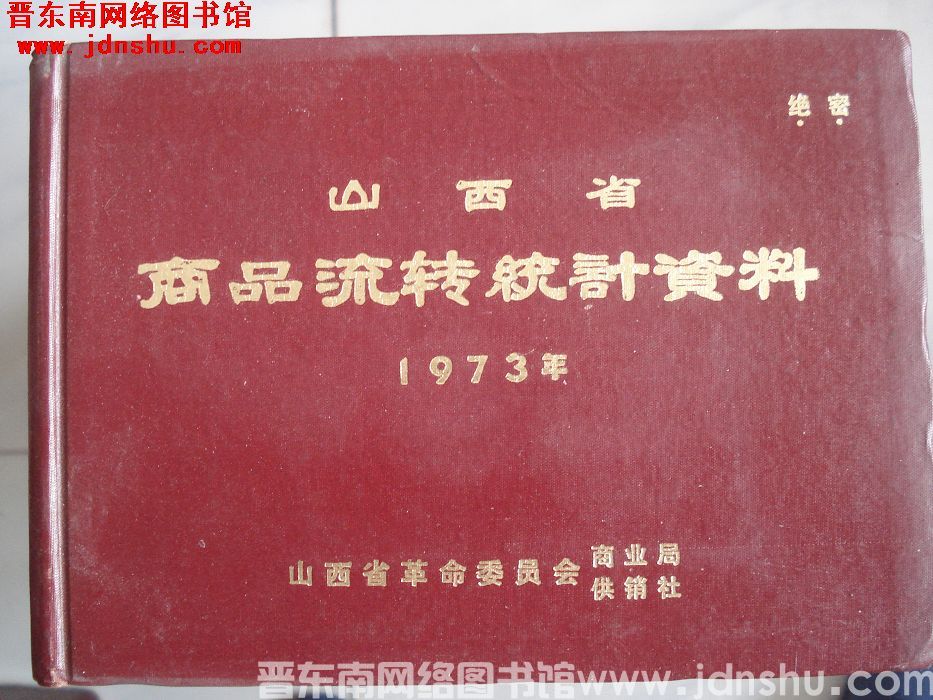 晋东南网络图书馆
www.jdnshu.com
绝密
山西省
商品流转统計資料
1973年
山西省革命委员会商业局
供销社
晋东南网络图书馆www.jdnshu.com